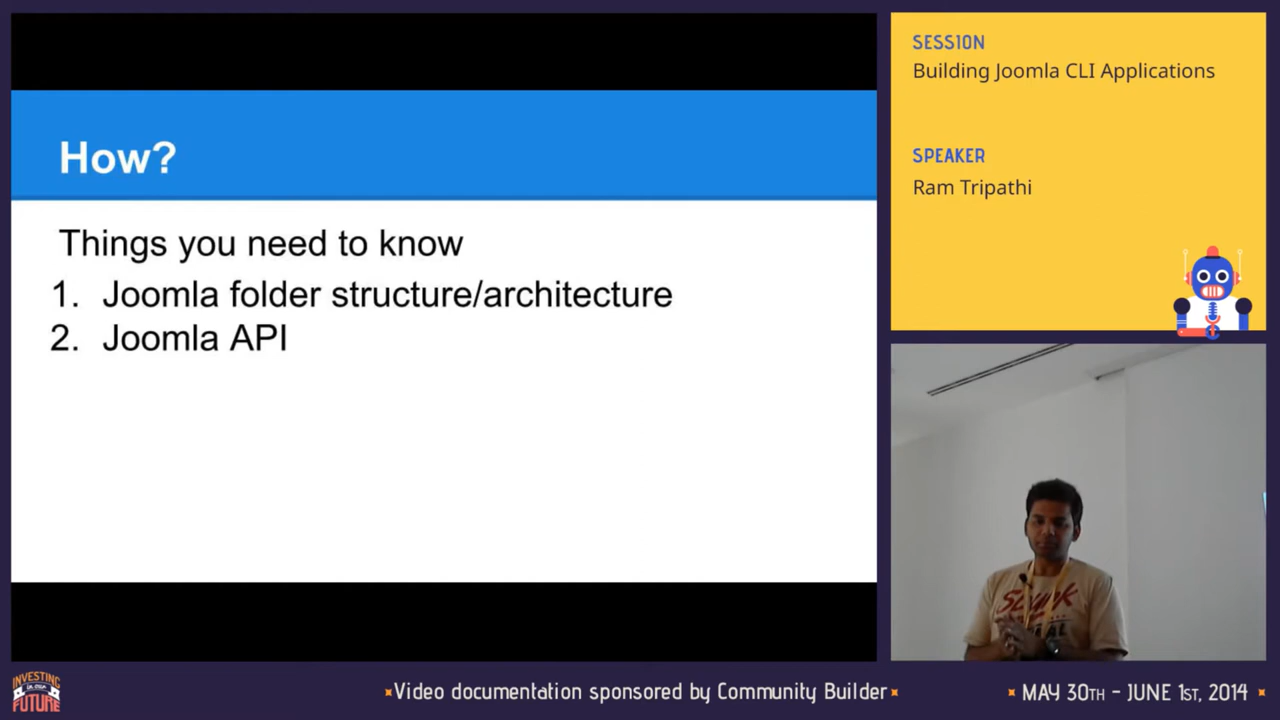 How?
Things you need to know
1. Joomla folder structure/architecture
2. Joomla API
SESSION
Building Joomla CLI Applications
SPEAKER
Ram Tripathi
INVESTING
in our
FUTURE
Video documentation sponsored by Community Builder
MAY 30TH - JUNE 1ST, 2014